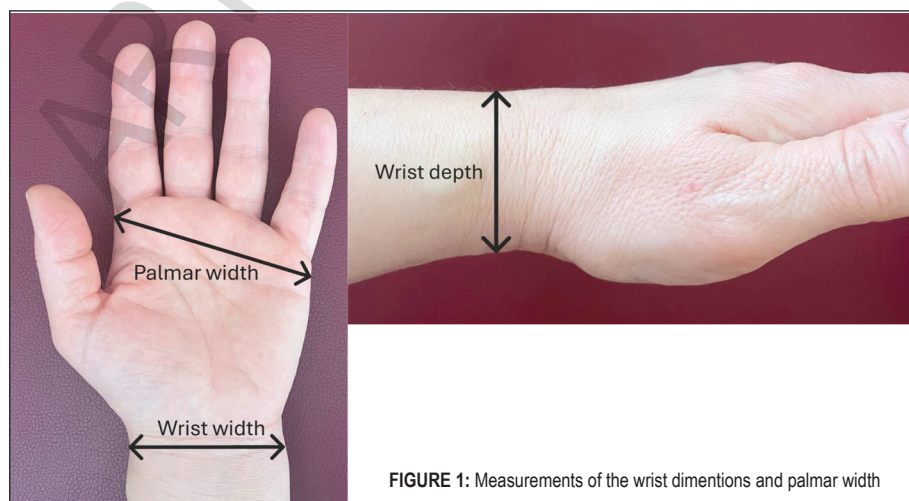 Palmar width
Wrist width
Wrist depth
FIGURE 1: Measurements of the wrist dimentions and palmar width